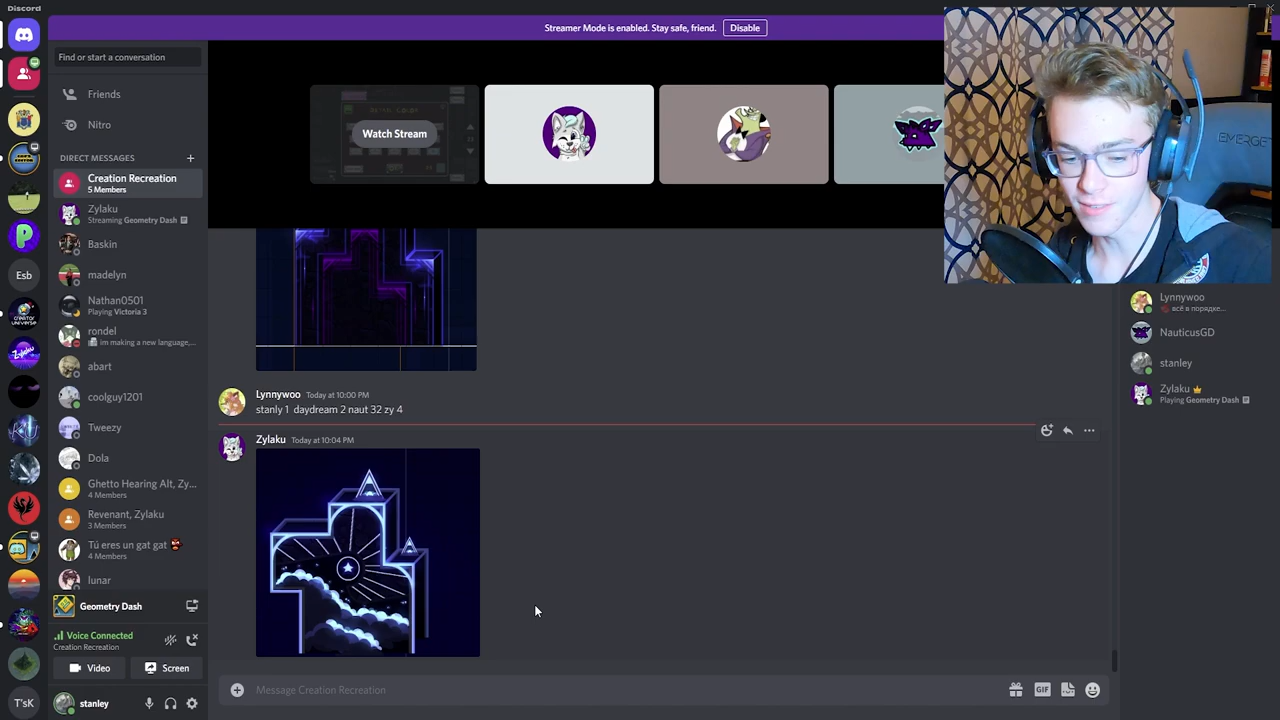 Discord
Streamer Mode is enabled. Stay safe, friend.
Disable
Find or start a conversation
Friends
Nitro
DIRECT MESSAGES
Creation Recreation
5 Members
Zylaku
Streaming Geometry Dash
Baskin
madelyn
Nathan0501
Playing Victoria 3
rondel
im making a new language,...
abart
coolguy1201
Tweezy
Dola
Ghetto Hearing Alt, Zy...
4 Members
Revenant, Zylaku
3 Members
Tú eres un gat gat
4 Members
lunar
Esb
T'sK
Geometry Dash
Voice Connected
Creation Recreation
Video
Screen
stanley
Watch Stream
Lynnywoo Today at 10:00 PM
stanly 1 daydream 2 naut 32 zy 4
Zylaku Today at 10:04 PM
Message Creation Recreation
GIF
EMERGE
Lynnywoo
всё в порядке...
NauticusGD
stanley
Zylaku
Playing Geometry Dash